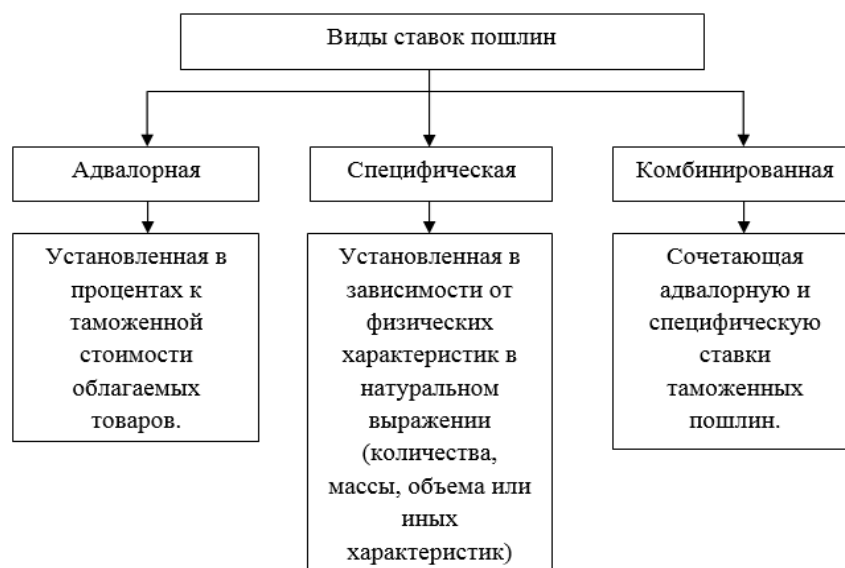 Виды ставок пошлин
Адвалорная
Специфическая
Комбинированная
Установленная в
процентах к
таможенной
стоимости
облагаемых
товаров.
Установленная в
зависимости от
физических
характеристик в
натуральном
выражении
(количества,
массы, объема или
иных
характеристик)
Сочетающая
адвалорную и
специфическую
ставки
таможенных
пошлин.